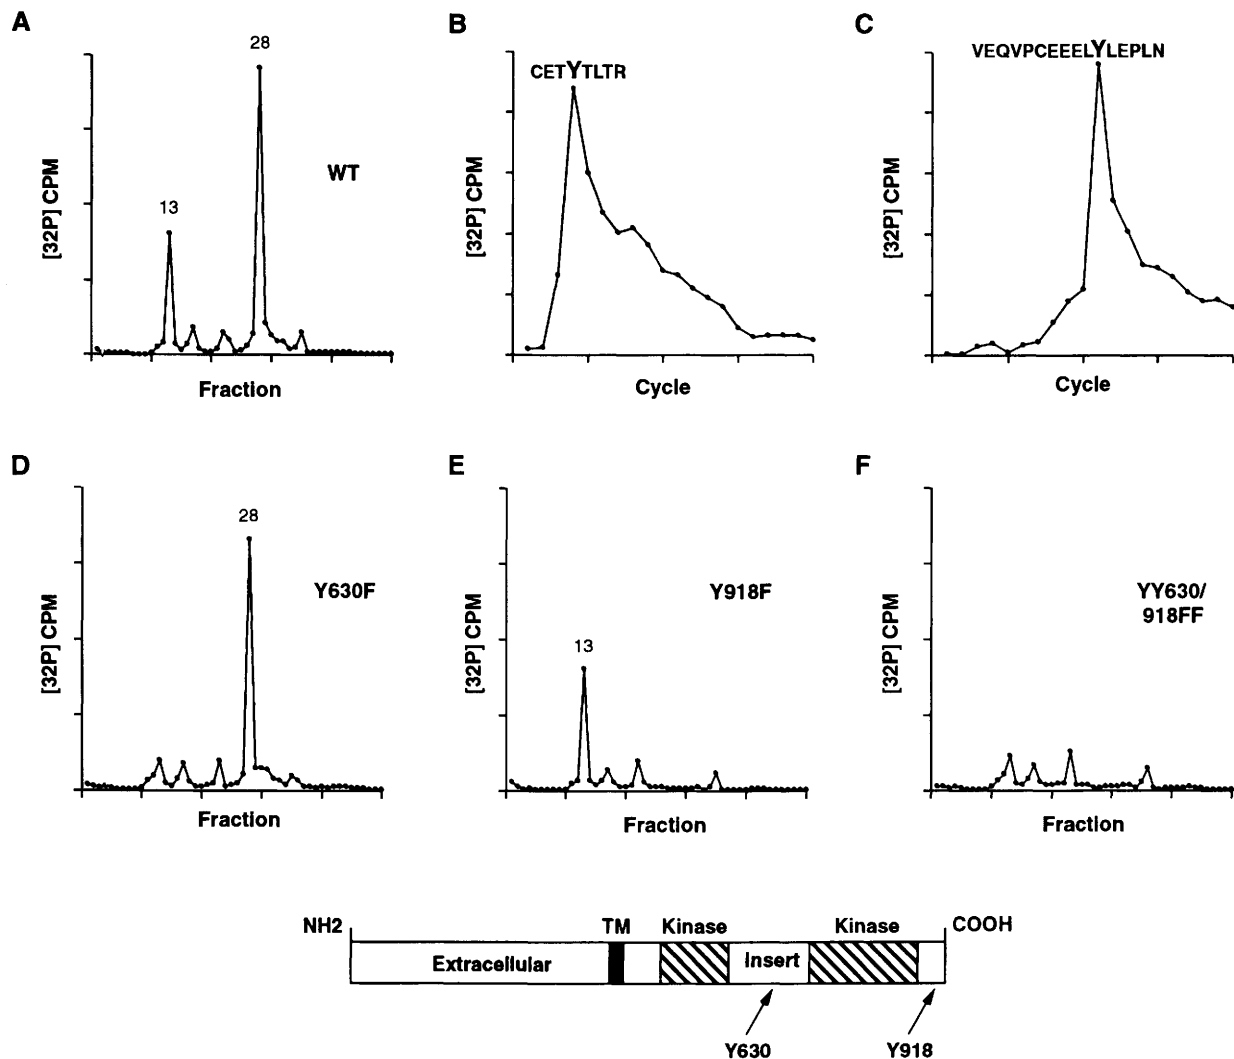 A
28
13
WT
[32P] CPM
Fraction
B
CETYTLTR
[32P] CPM
Cycle
C
VEQVPCEEELYLEPLN
[32P] CPM
Cycle
D
28
Y630F
[32P] CPM
Fraction
E
Y918F
13
[32P] CPM
Fraction
F
YY630/
918FF
[32P] CPM
Fraction
NH2
TM
Kinase
Kinase
COOH
Extracellular
Insert
Y630
Y918